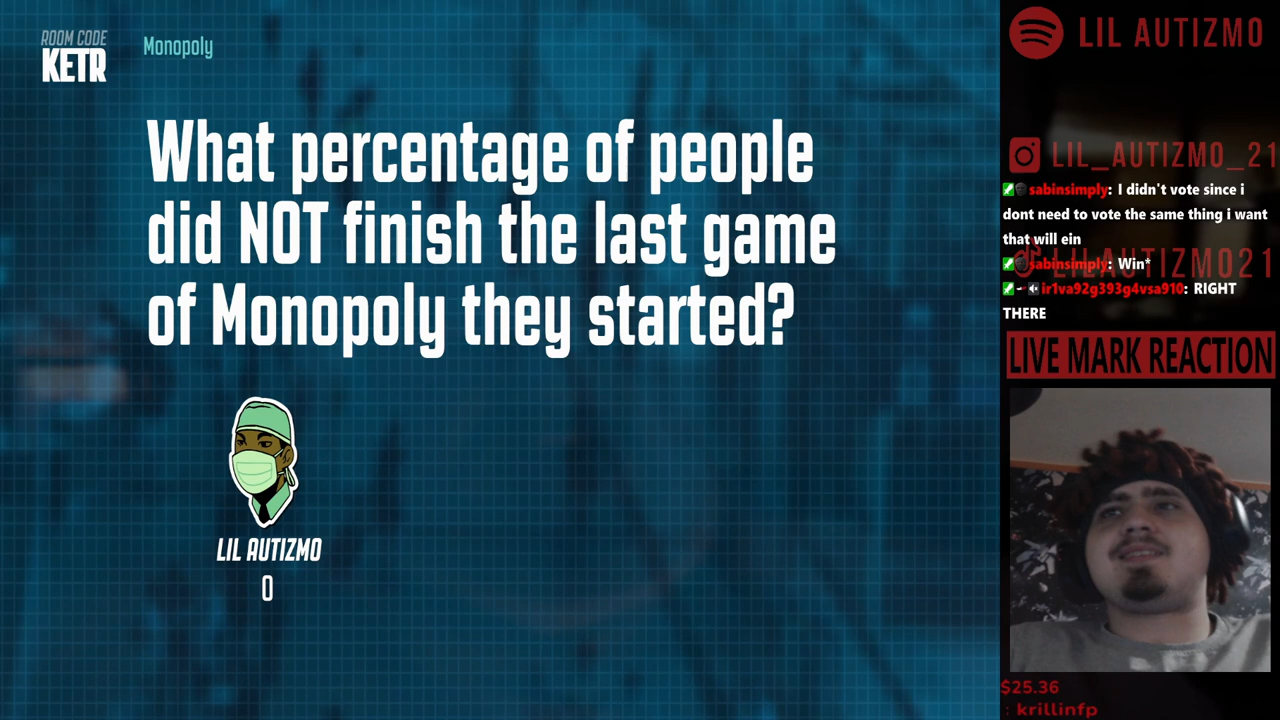 ROOM CODE
KETR
Monopoly
What percentage of people
did NOT finish the last game
of Monopoly they started?
LIL AUTIZMO
0
LIL AUTIZMO
LIL_AUTIZMO_21
sabinsimply: I didn't vote since i
dont need to vote the same thing i want
that will ein
LILAUTIZMO21
sabinsimply: Win*
ir1va92g393g4vsa910: RIGHT
THERE
LIVE MARK REACTION
$25.36
: krillinfp